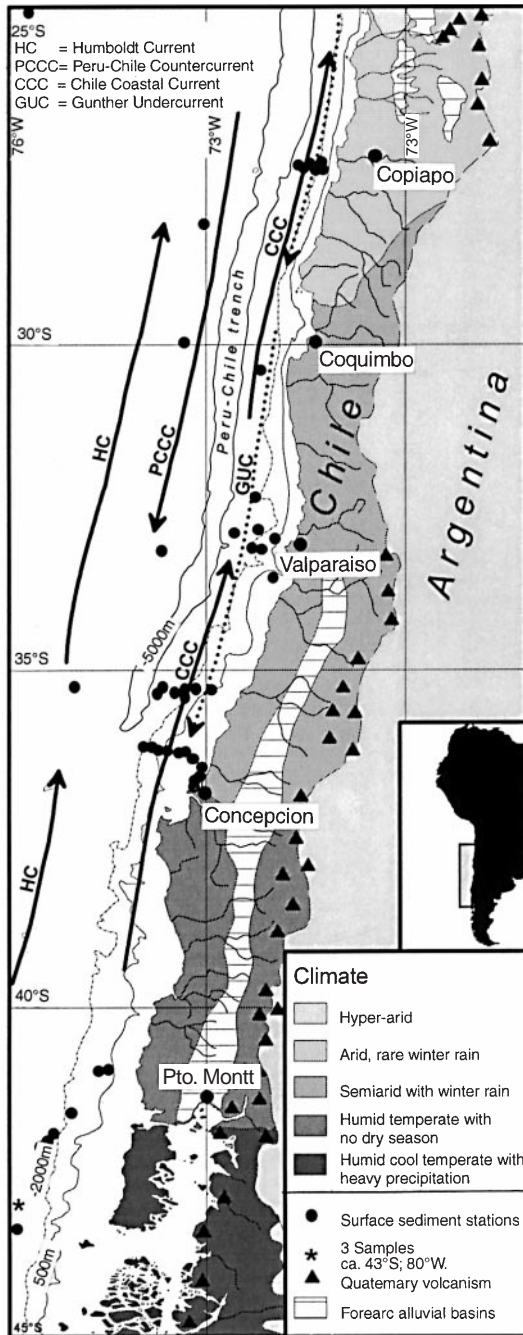 25°S
HC = Humboldt Current
PCCC = Peru-Chile Countercurrent
CCC = Chile Coastal Current
GUC = Gunther Undercurrent
76°W
73°W
73°W
Copiapo
CCC
Peru-Chile trench
30°S
Coquimbo
HC
PCCC
GUC
Chile
Argentina
Valparaiso
-5000m
CCC
35°S
Concepcion
HC
40°S
Pto. Montt
2000m
500m
45°S
Climate
Hyper-arid
Arid, rare winter rain
Semiarid with winter rain
Humid temperate with
no dry season
Humid cool temperate with
heavy precipitation
Surface sediment stations
3 Samples
ca. 43°S; 80°W.
Quaternary volcanism
Forearc alluvial basins